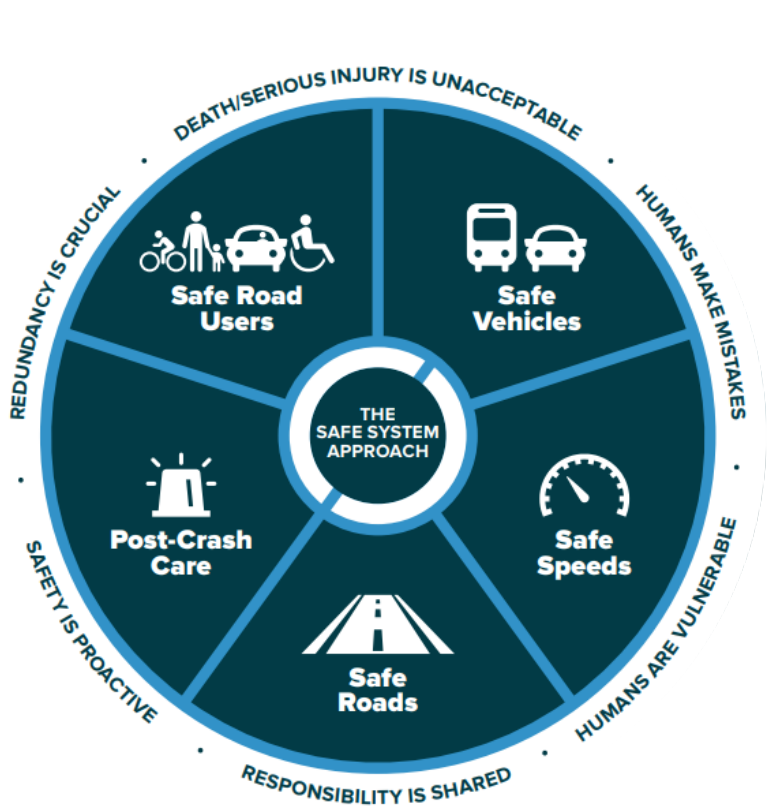 DEATH/SERIOUS INJURY IS UNACCEPTABLE
HUMANS MAKE MISTAKES
HUMANS ARE VULNERABLE
RESPONSIBILITY IS SHARED
SAFETY IS PROACTIVE
REDUNDANCY IS CRUCIAL
Safe Road
Users
Safe
Vehicles
Safe
Speeds
Safe
Roads
Post-Crash
Care
THE
SAFE SYSTEM
APPROACH